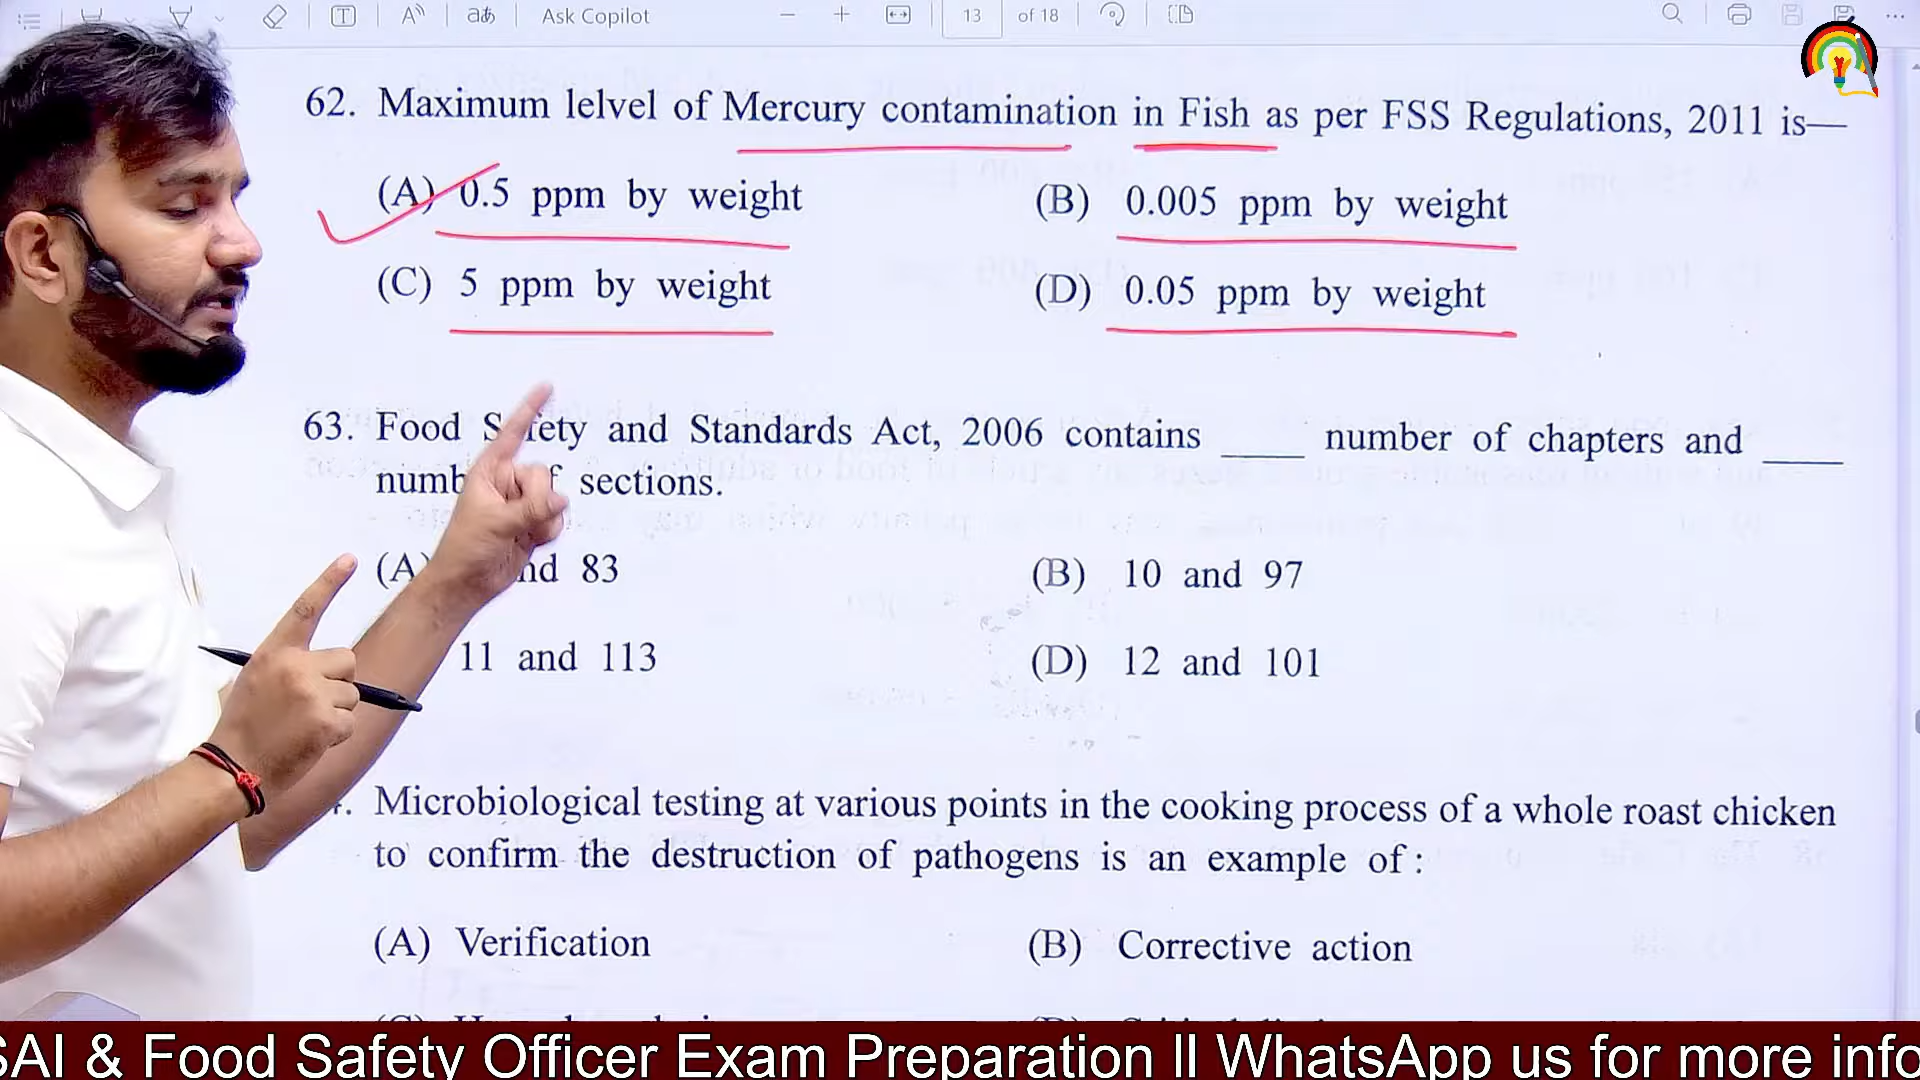 Ask Copilot
13 of 18
62. Maximum lelvel of Mercury contamination in Fish as per FSS Regulations, 2011 is—
(A) 0.5 ppm by weight (B) 0.005 ppm by weight
(C) 5 ppm by weight (D) 0.05 ppm by weight
63. Food Safety and Standards Act, 2006 contains ____ number of chapters and ____
sections.
(A) 83 (B) 10 and 97
11 and 113 (D) 12 and 101
Microbiological testing at various points in the cooking process of a whole roast chicken
to confirm the destruction of pathogens is an example of :
(A) Verification (B) Corrective action
& Food Safety Officer Exam Preparation ll WhatsApp us for more info